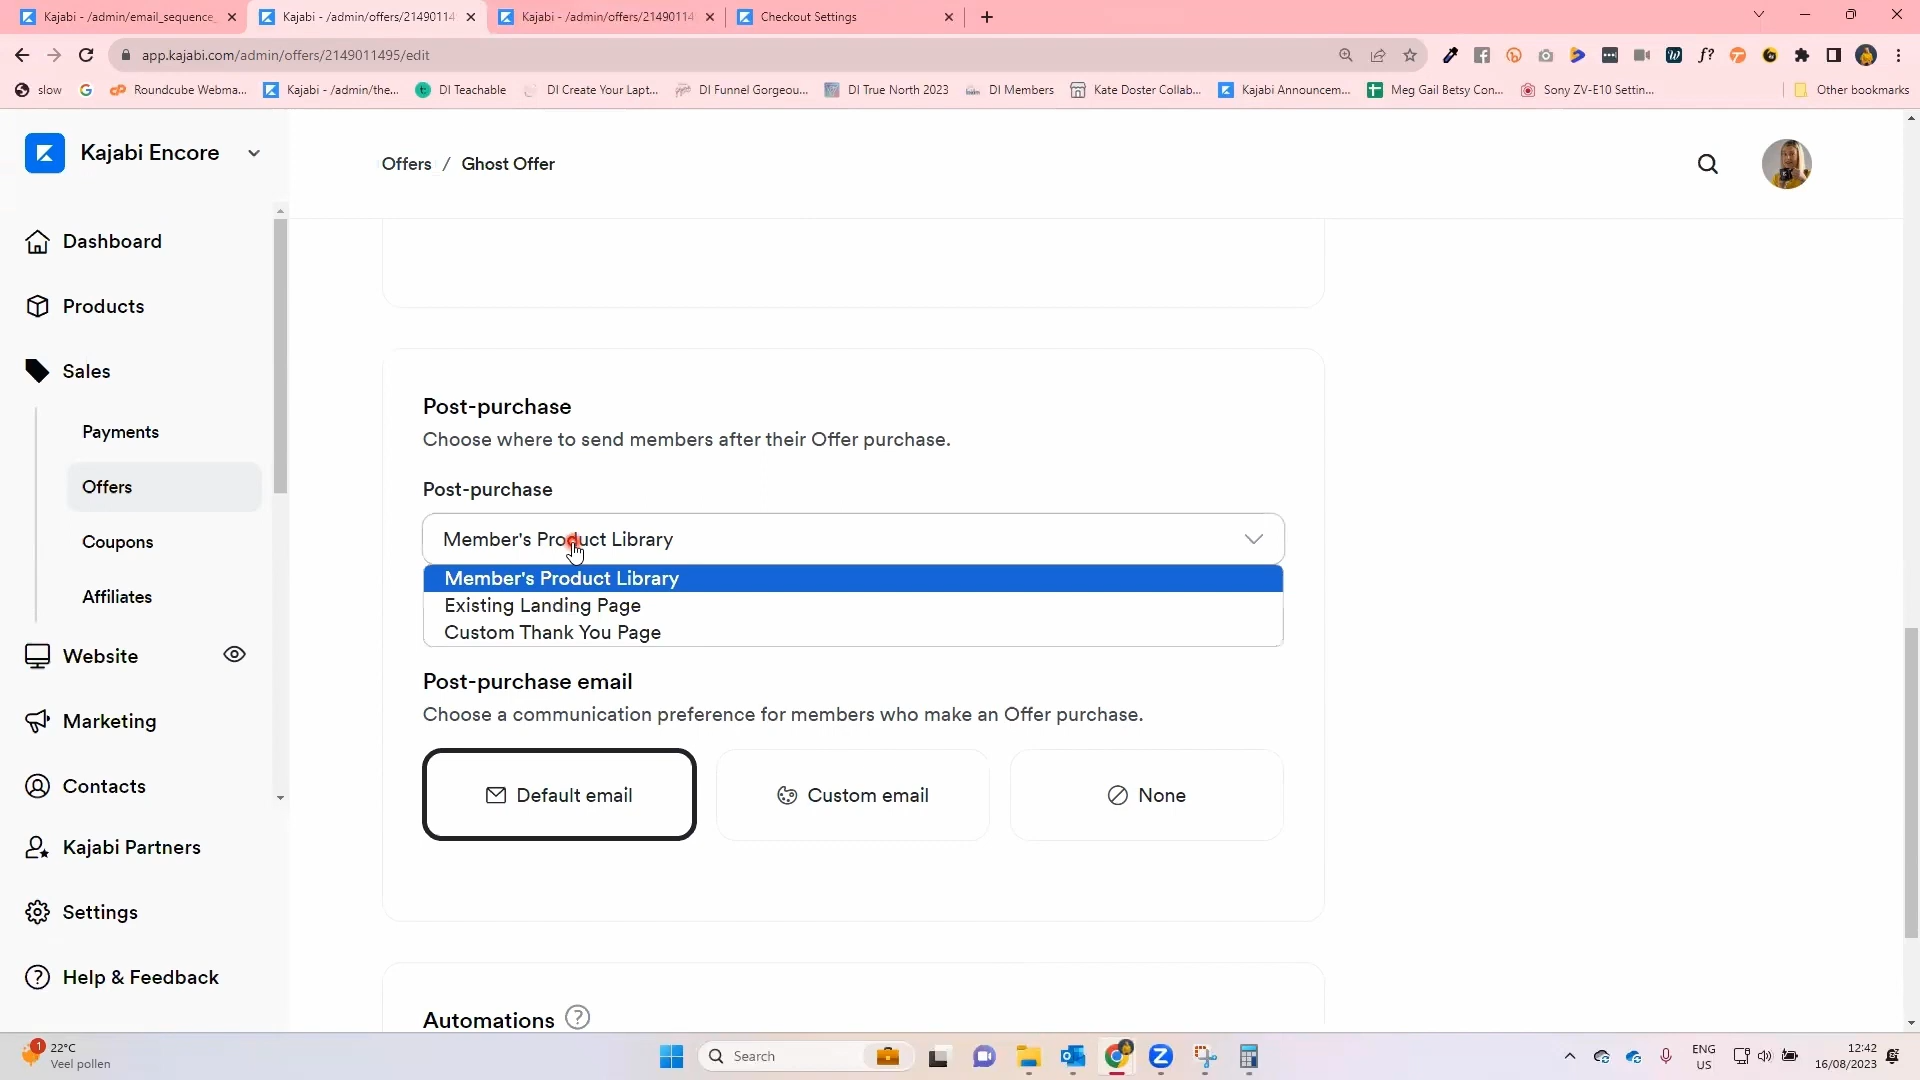 Kajabi - /admin/email_sequence_
Kajabi - /admin/offers/21490114
Kajabi - /admin/offers/21490114
Checkout Settings
app.kajabi.com/admin/offers/2149011495/edit
slow
Roundcube Webma...
Kajabi - /admin/the...
DI Teachable
DI Create Your Lapt...
DI Funnel Gorgeou...
DI True North 2023
DI Members
Kate Doster Collab...
Kajabi Announcem...
Meg Gail Betsy Con...
Sony ZV-E10 Settin...
Other bookmarks
Kajabi Encore
Offers / Ghost Offer
Dashboard
Products
Sales
Payments
Offers
Coupons
Affiliates
Website
Marketing
Contacts
Kajabi Partners
Settings
Help & Feedback
Post-purchase
Choose where to send members after their Offer purchase.
Post-purchase
Member's Product Library
Member's Product Library
Existing Landing Page
Custom Thank You Page
Post-purchase email
Choose a communication preference for members who make an Offer purchase.
Default email
Custom email
None
Automations ?
1
22°C
Veel pollen
Search
ENG
US
12:42
16/08/2023